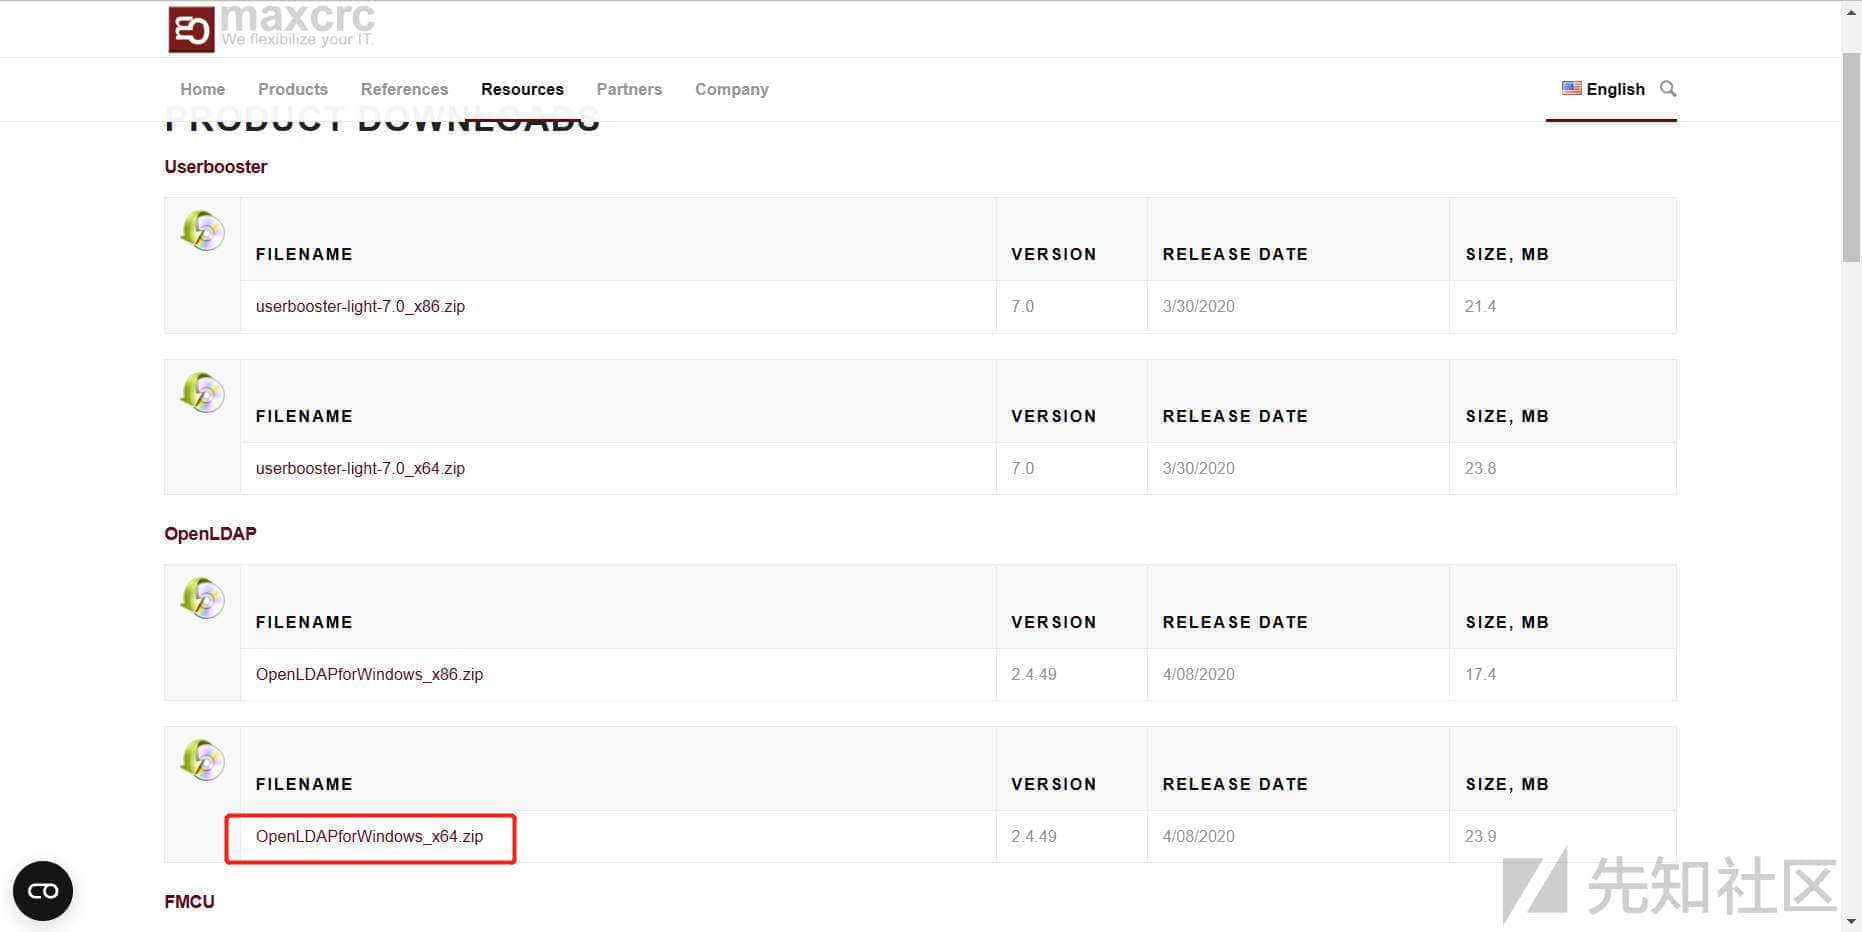 maxcrc
We flexibilize your IT.
Home Products References Resources Partners Company English
PRODUCT DOWNLOADS
Userbooster
FILENAME VERSION RELEASE DATE SIZE, MB
userbooster-light-7.0_x86.zip 7.0 3/30/2020 21.4
FILENAME VERSION RELEASE DATE SIZE, MB
userbooster-light-7.0_x64.zip 7.0 3/30/2020 23.8
OpenLDAP
FILENAME VERSION RELEASE DATE SIZE, MB
OpenLDAPforWindows_x86.zip 2.4.49 4/08/2020 17.4
FILENAME VERSION RELEASE DATE SIZE, MB
OpenLDAPforWindows_x64.zip 2.4.49 4/08/2020 23.9
FMCU
先知社区